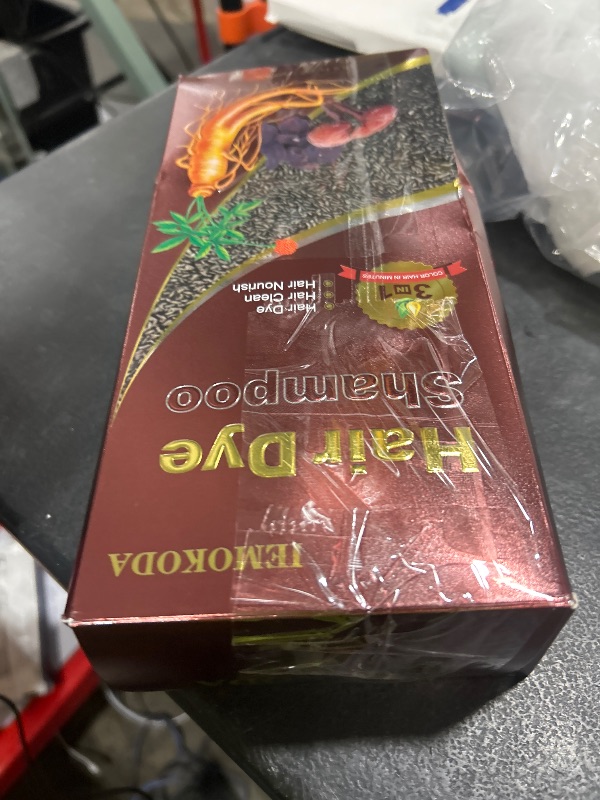 IEMOKODA
Hair Dye
Shampoo
3 IN 1
COLOR HAIR IN MINUTES
Hair Dye
Hair Clean
Hair Nourish